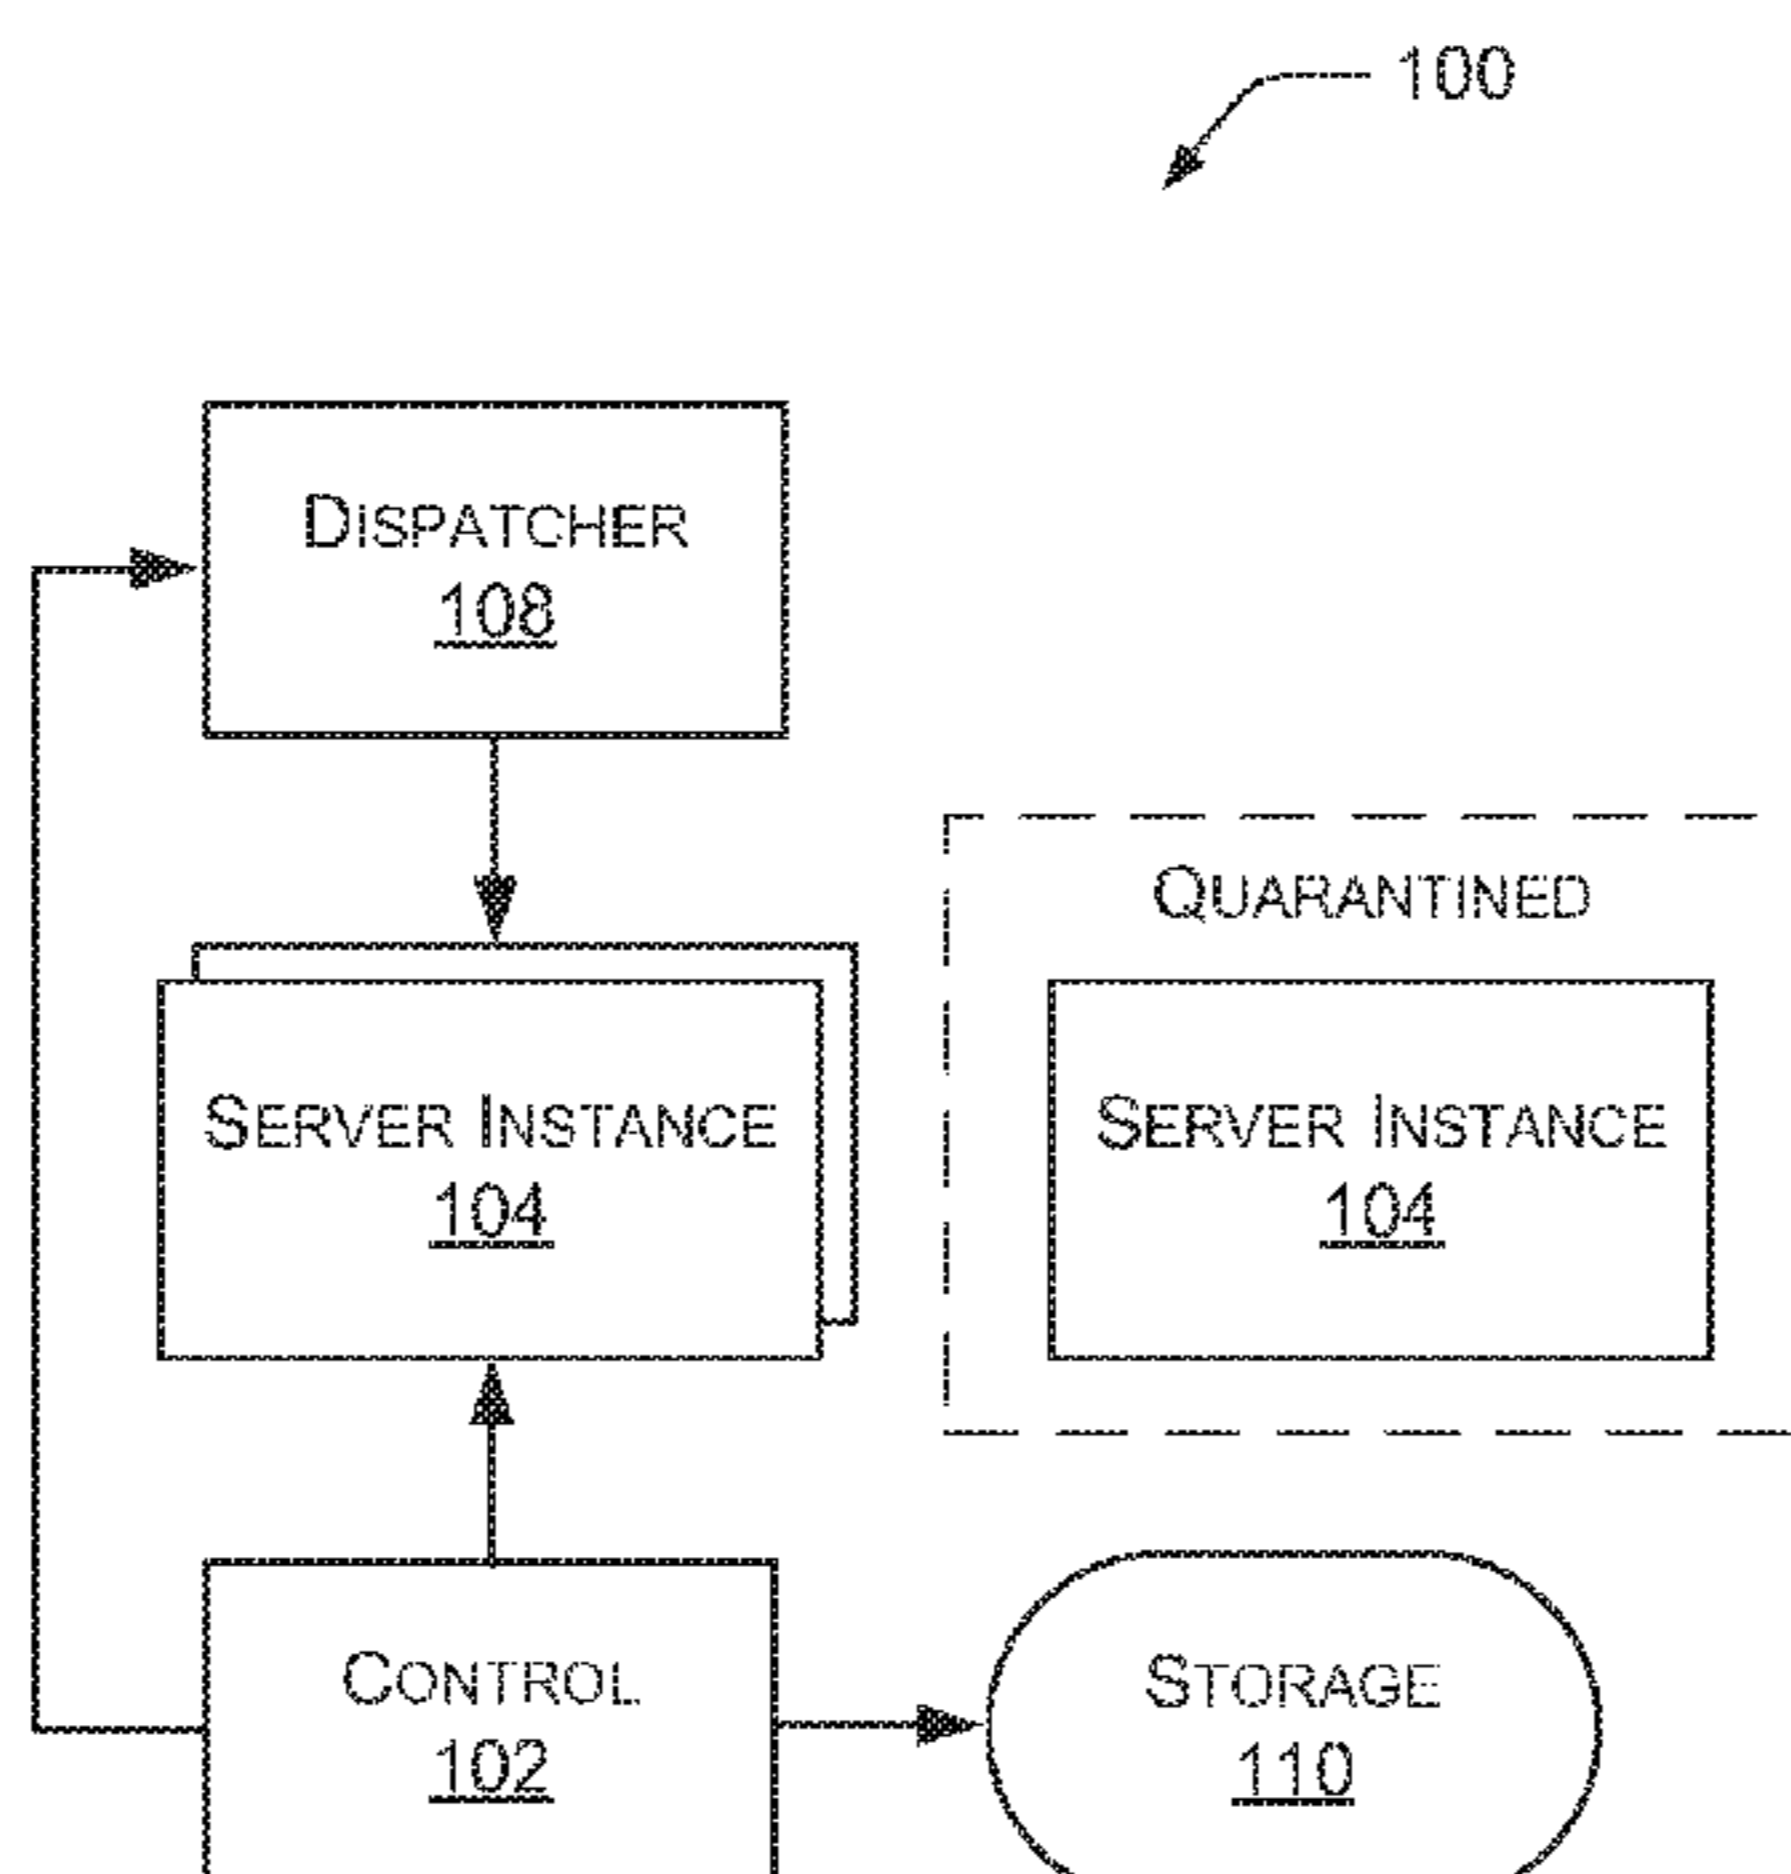 100
DISPATCHER
108
QUARANTINED
SERVER INSTANCE
104
SERVER INSTANCE
104
CONTROL
102
STORAGE
110